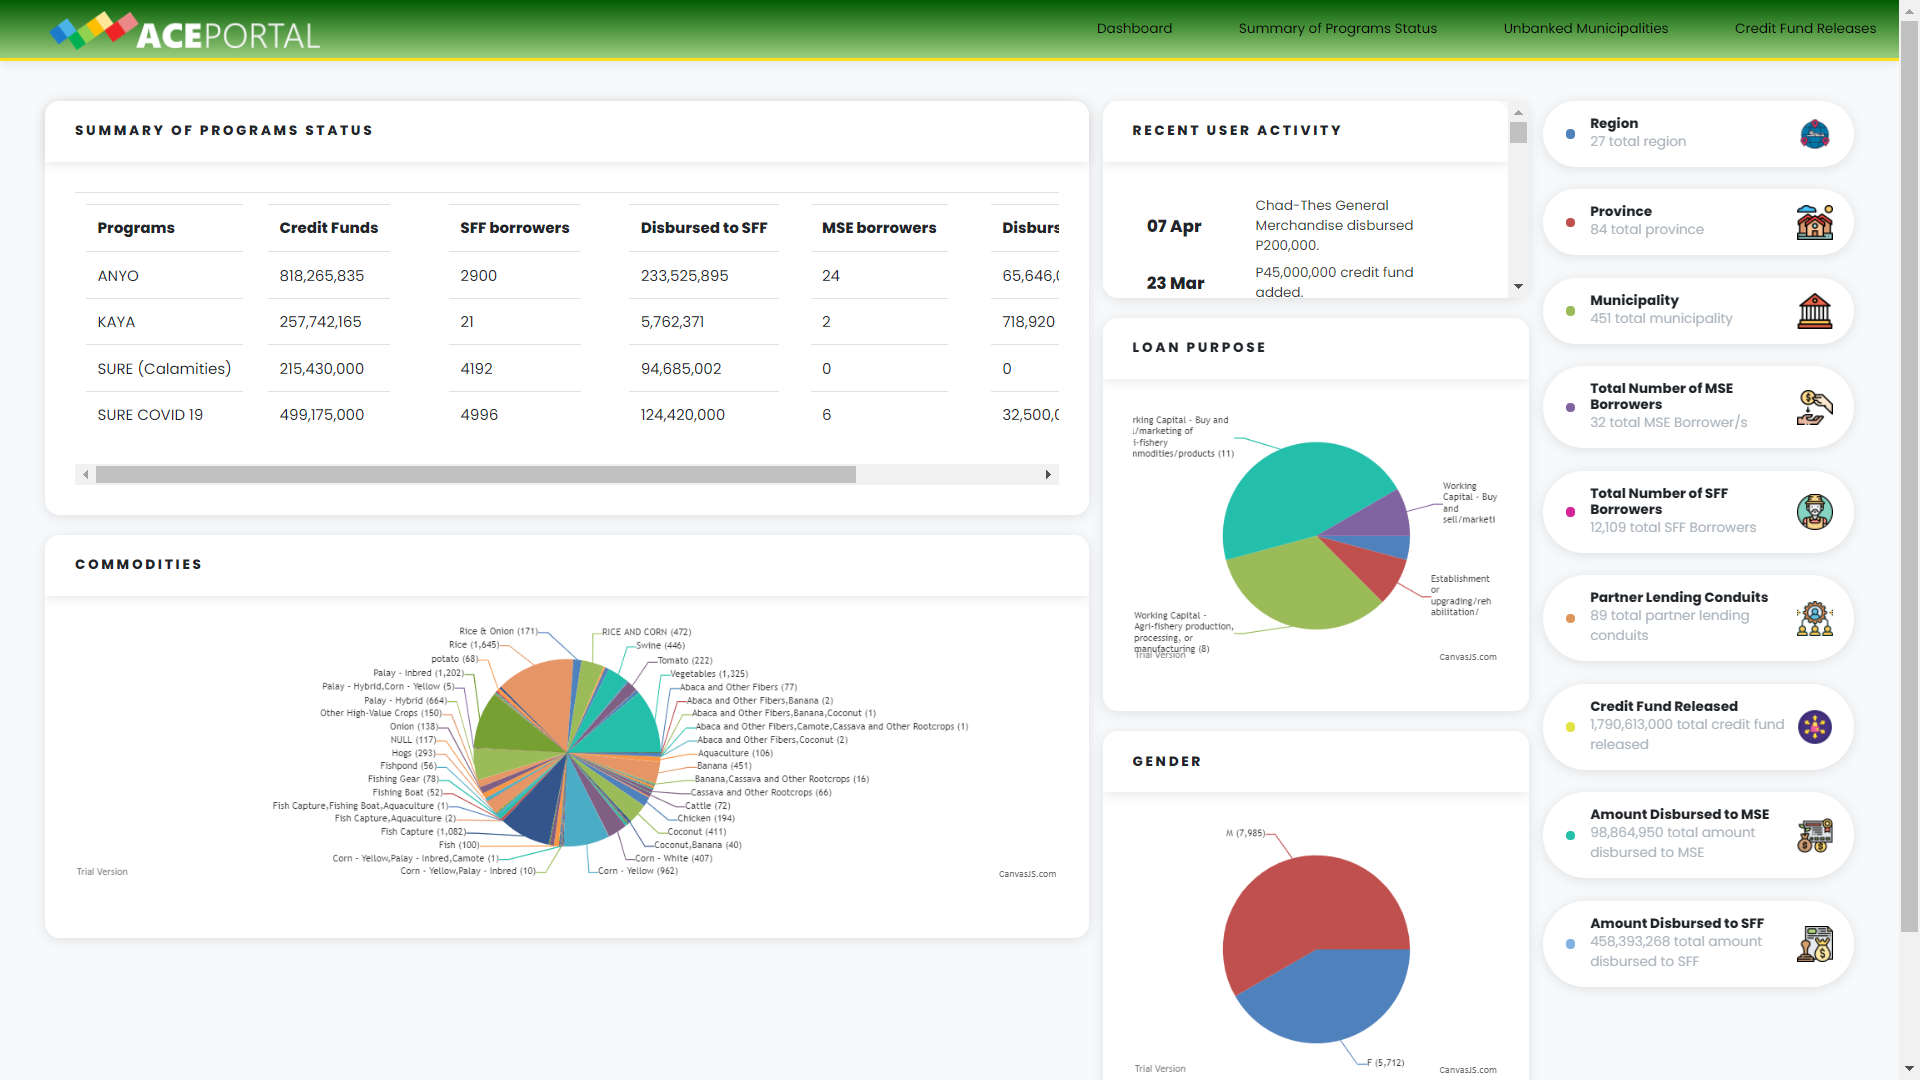 ACEPORTAL
Dashboard
Summary of Programs Status
Unbanked Municipalities
Credit Fund Releases
SUMMARY OF PROGRAMS STATUS
Programs Credit Funds SFF borrowers Disbursed to SFF MSE borrowers Disburs
ANYO 818,265,835 2900 233,525,895 24 65,646,0
KAYA 257,742,165 21 5,762,371 2 718,920
SURE (Calamities) 215,430,000 4192 94,685,002 0 0
SURE COVID 19 499,175,000 4996 124,420,000 6 32,500,0
COMMODITIES
Rice & Onion (171)
Rice (1,645)
potato (68)
Palay - Inbred (1,202)
Palay - Hybrid,Corn - Yellow (5)
Palay - Hybrid (664)
Other High-Value Crops (150)
Onion (138)
NULL (117)
Hogs (293)
Fishpond (56)
Fishing Gear (78)
Fishing Boat (52)
Fish Capture,Fishing Boat,Aquaculture (1)
Fish Capture,Aquaculture (2)
Fish Capture (1,082)
Fish (100)
Corn - Yellow,Palay - Inbred,Camote (1)
Corn - Yellow,Palay - Inbred (10)
RICE AND CORN (472)
Swine (446)
Tomato (222)
Vegetables (1,325)
Abaca and Other Fibers (77)
Abaca and Other Fibers,Banana (2)
Abaca and Other Fibers,Banana,Coconut (1)
Abaca and Other Fibers,Camote,Cassava and Other Rootcrops (1)
Abaca and Other Fibers,Coconut (2)
Aquaculture (106)
Banana (451)
Banana,Cassava and Other Rootcrops (16)
Cassava and Other Rootcrops (66)
Cattle (72)
Chicken (194)
Coconut (411)
Coconut,Banana (40)
Corn - White (407)
Corn - Yellow (962)
Trial Version
CanvasJS.com
RECENT USER ACTIVITY
07 Apr
Chad-Thes General
Merchandise disbursed
P200,000.
23 Mar
P45,000,000 credit fund
added.
LOAN PURPOSE
rking Capital - Buy and
l/marketing of
i-fishery
nmodities/products (11)
Working
Capital - Buy
and
sell/marketi
Establishment
or
upgrading/reh
abilitation/
Working Capital -
Agri-fishery production,
processing, or
manufacturing (8)
Trial Version
CanvasJS.com
GENDER
M (7,985)
F (5,712)
Trial Version
CanvasJS.com
Region
27 total region
Province
84 total province
Municipality
451 total municipality
Total Number of MSE
Borrowers
32 total MSE Borrower/s
Total Number of SFF
Borrowers
12,109 total SFF Borrowers
Partner Lending Conduits
89 total partner lending
conduits
Credit Fund Released
1,790,613,000 total credit fund
released
Amount Disbursed to MSE
98,864,950 total amount
disbursed to MSE
Amount Disbursed to SFF
458,393,268 total amount
disbursed to SFF